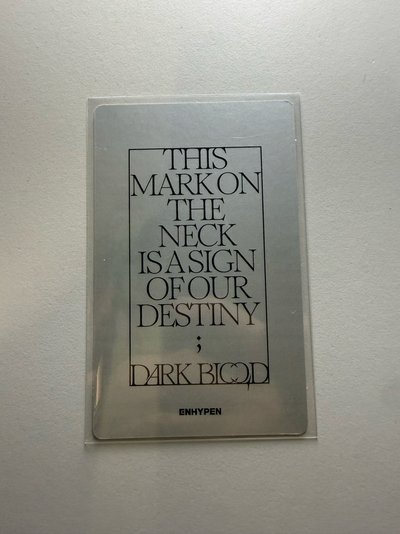 THIS
MARK ON
THE
NECK
IS A SIGN
OF OUR
DESTINY
;
DARK BLOOD
ENHYPEN